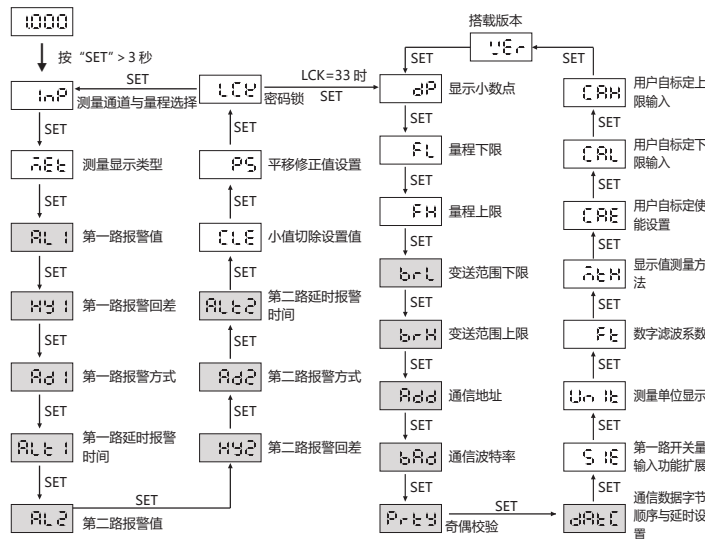 1.000
按“SET”> 3 秒
InP
测量通道与量程选择
SET
MEt
测量显示类型
SET
AL1
第一路报警值
SET
HY1
第一路报警回差
SET
Ad1
第一路报警方式
SET
ALt1
第一路延时报警
时间
SET
AL2
第二路报警值
SET
HY2
第二路报警回差
SET
Ad2
第二路报警方式
SET
ALt2
第二路延时报警
时间
SET
CLE
小值切除设置值
SET
PS
平移修正值设置
SET
LCK
密码锁
SET
SET
LCK=33 时
SET
dP
显示小数点
SET
FL
量程下限
SET
FH
量程上限
SET
brL
变送范围下限
SET
brH
变送范围上限
SET
Add
通信地址
SET
bAd
通信波特率
SET
PrtY
奇偶校验
SET
dAtC
通信数据字节
顺序与延时设
置
SET
S1E
第一路开关量
输入功能扩展
SET
Unit
测量单位显示
SET
Ft
数字滤波系数
SET
MtH
显示值测量方
法
SET
CAE
用户自标定使
能设置
SET
CAL
用户自标定下
限输入
SET
CAH
用户自标定上
限输入
SET
搭载版本
VEr
SET